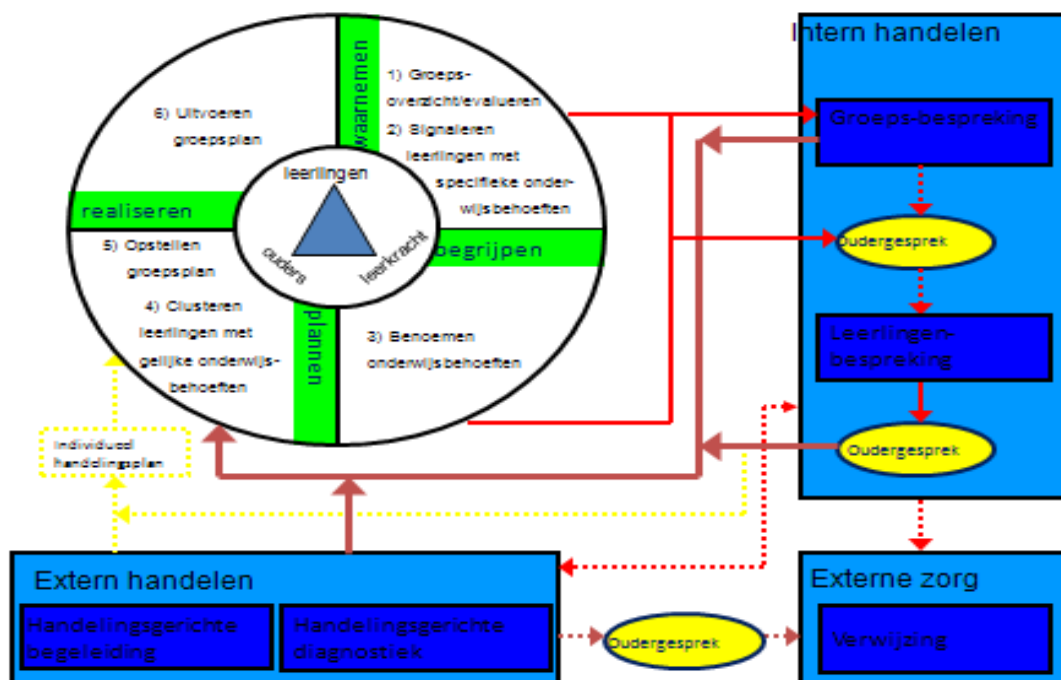 waarnemen
1) Groeps-
overzicht/evalueren
2) Signaleren
leerlingen met
specifieke onder-
wijsbehoeften
begrijpen
3) Benoemen
onderwijsbehoeften
plannen
4) Clusteren
leerlingen met
gelijke onderwijs-
behoeften
5) Opstellen
groepsplan
realiseren
6) Uitvoeren
groepsplan
leerlingen
ouders
leerkracht
Individueel
handelingsplan
Intern handelen
Groeps-bespreking
Oudergesprek
Leerlingen-
bespreking
Oudergesprek
Extern handelen
Handelingsgerichte
begeleiding
Handelingsgerichte
diagnostiek
Oudergesprek
Externe zorg
Verwijzing